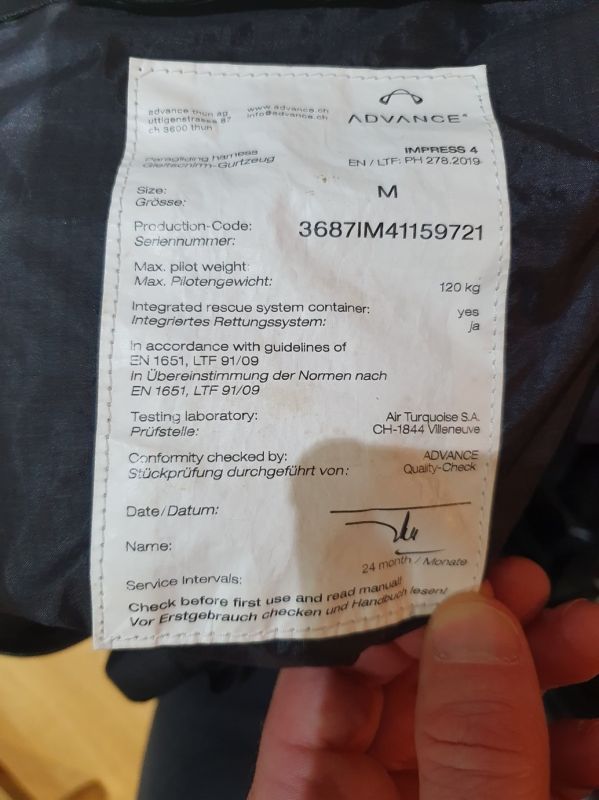 advance thun ag
uttigenstrasse 87
ch 3600 thun
www.advance.ch
info@advance.ch
ADVANCE®
Paragliding harness
Gleitschirm-Gurtzeug
IMPRESS 4
EN / LTF: PH 278.2019
Size:
Grösse:
M
Production-Code:
Seriennummer:
3687IM41159721
Max. pilot weight:
Max. Pilotengewicht:
120 kg
Integrated rescue system container:
Integriertes Rettungssystem:
yes
ja
In accordance with guidelines of
EN 1651, LTF 91/09
In Übereinstimmung der Normen nach
EN 1651, LTF 91/09
Testing laboratory:
Prüfstelle:
Air Turquoise S.A.
CH-1844 Villeneuve
Conformity checked by:
Stückprüfung durchgeführt von:
ADVANCE
Quality-Check
Date/Datum:
Name:
Service Intervals:
24 month / Monate
Check before first use and read manual!
Vor Erstgebrauch checken und Handbuch lesen!